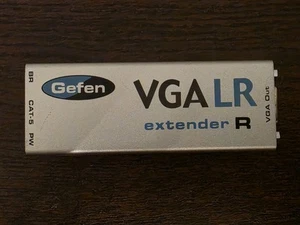 Gefen
VGA LR
extender R
BR
CAT-5
PW
VGA Out